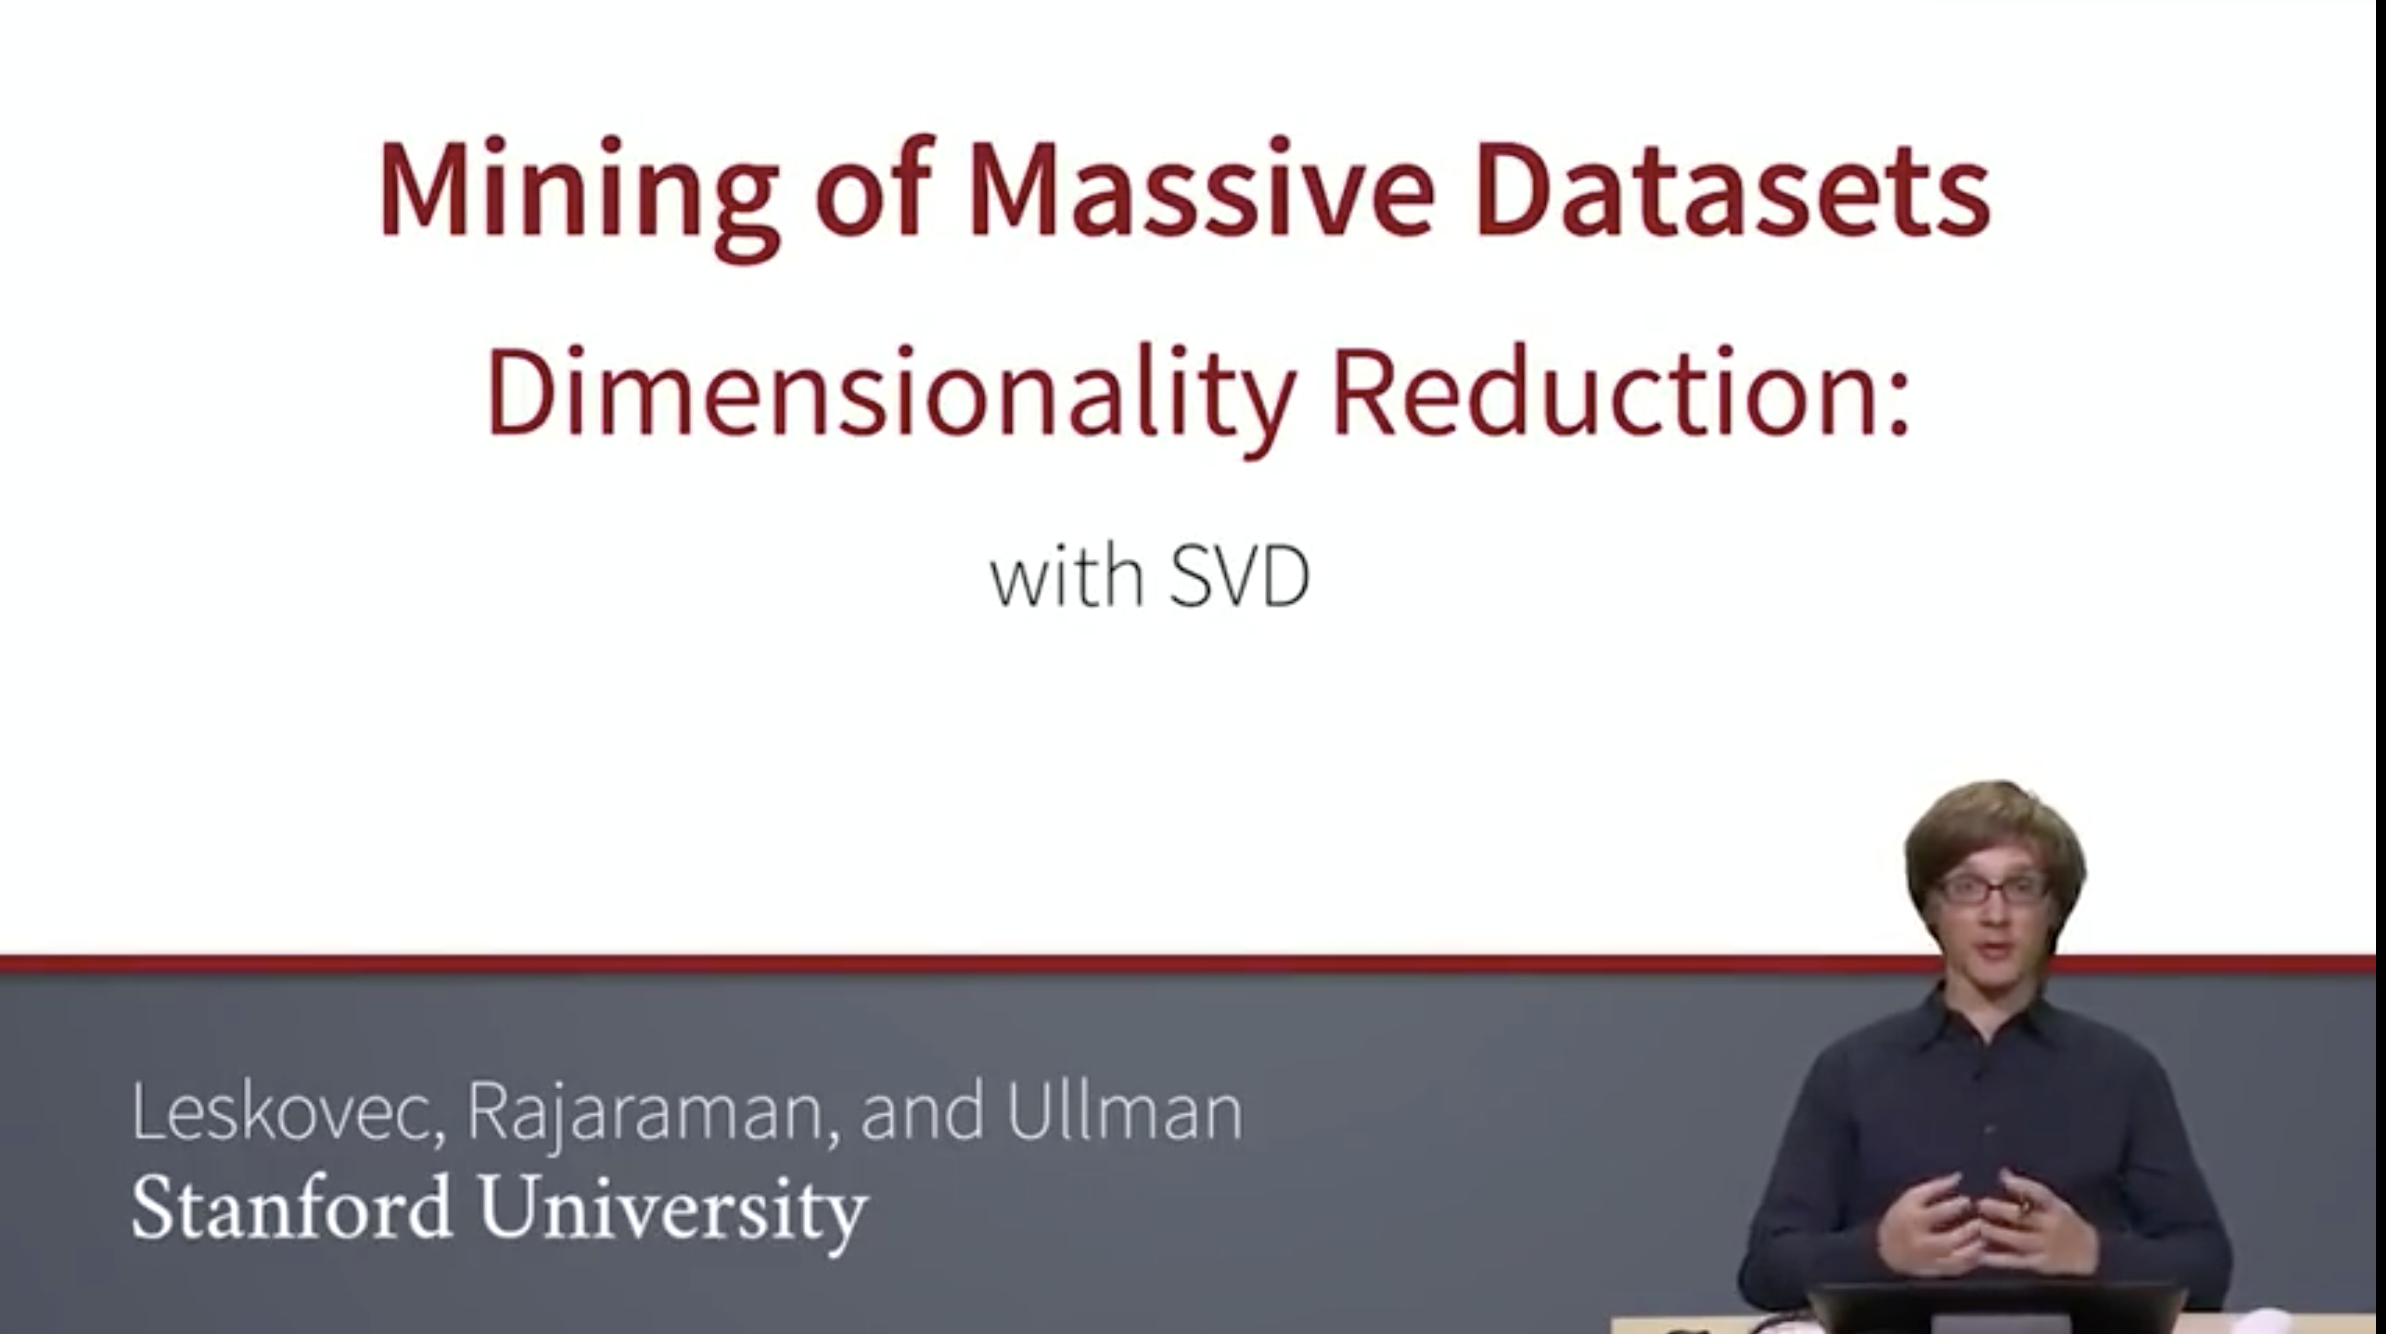 Mining of Massive Datasets
Dimensionality Reduction:
with SVD
Leskovec, Rajaraman, and Ullman
Stanford University